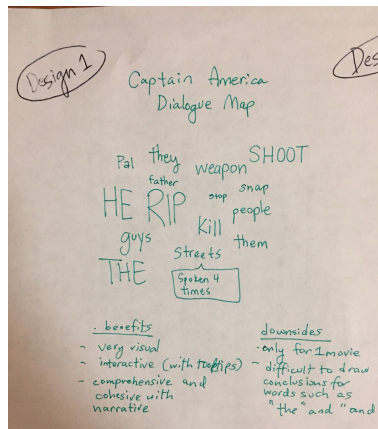 Design 1
Des
Captain America
Dialogue Map
Pal they weapon SHOOT
father stop snap
HE RIP Kill people
guys them
Streets
THE
Spoken 4
times
. benefits
- very visual
- interactive (with tooltips)
- comprehensive and
cohesive with
narrative
downsides
- only for 1 movie
- difficult to draw
conclusions for
words such as
"the" and "and